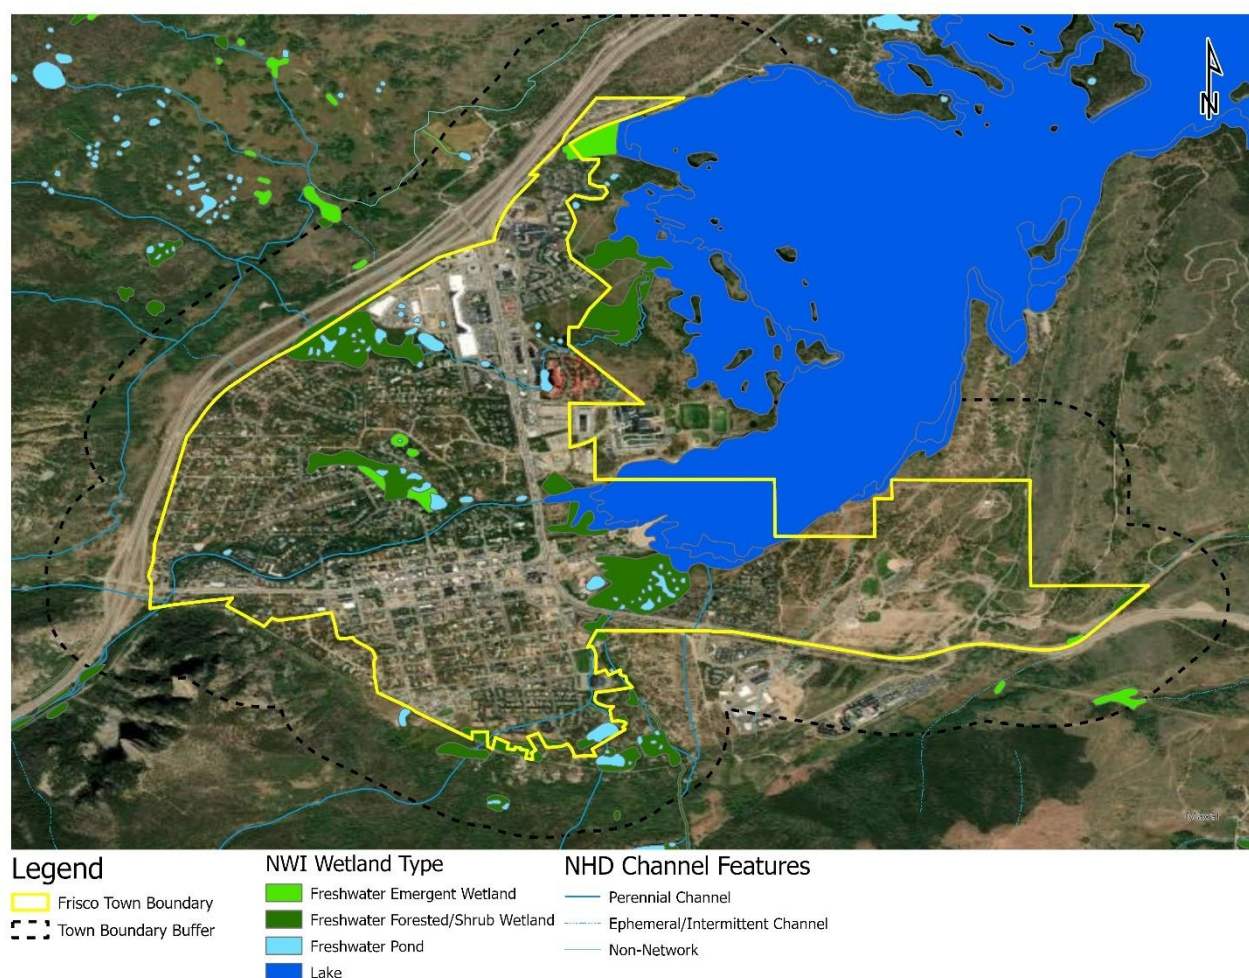 N
Maxar
Legend
Frisco Town Boundary
Town Boundary Buffer
NWI Wetland Type
Freshwater Emergent Wetland
Freshwater Forested/Shrub Wetland
Freshwater Pond
Lake
NHD Channel Features
Perennial Channel
Ephemeral/Intermittent Channel
Non-Network